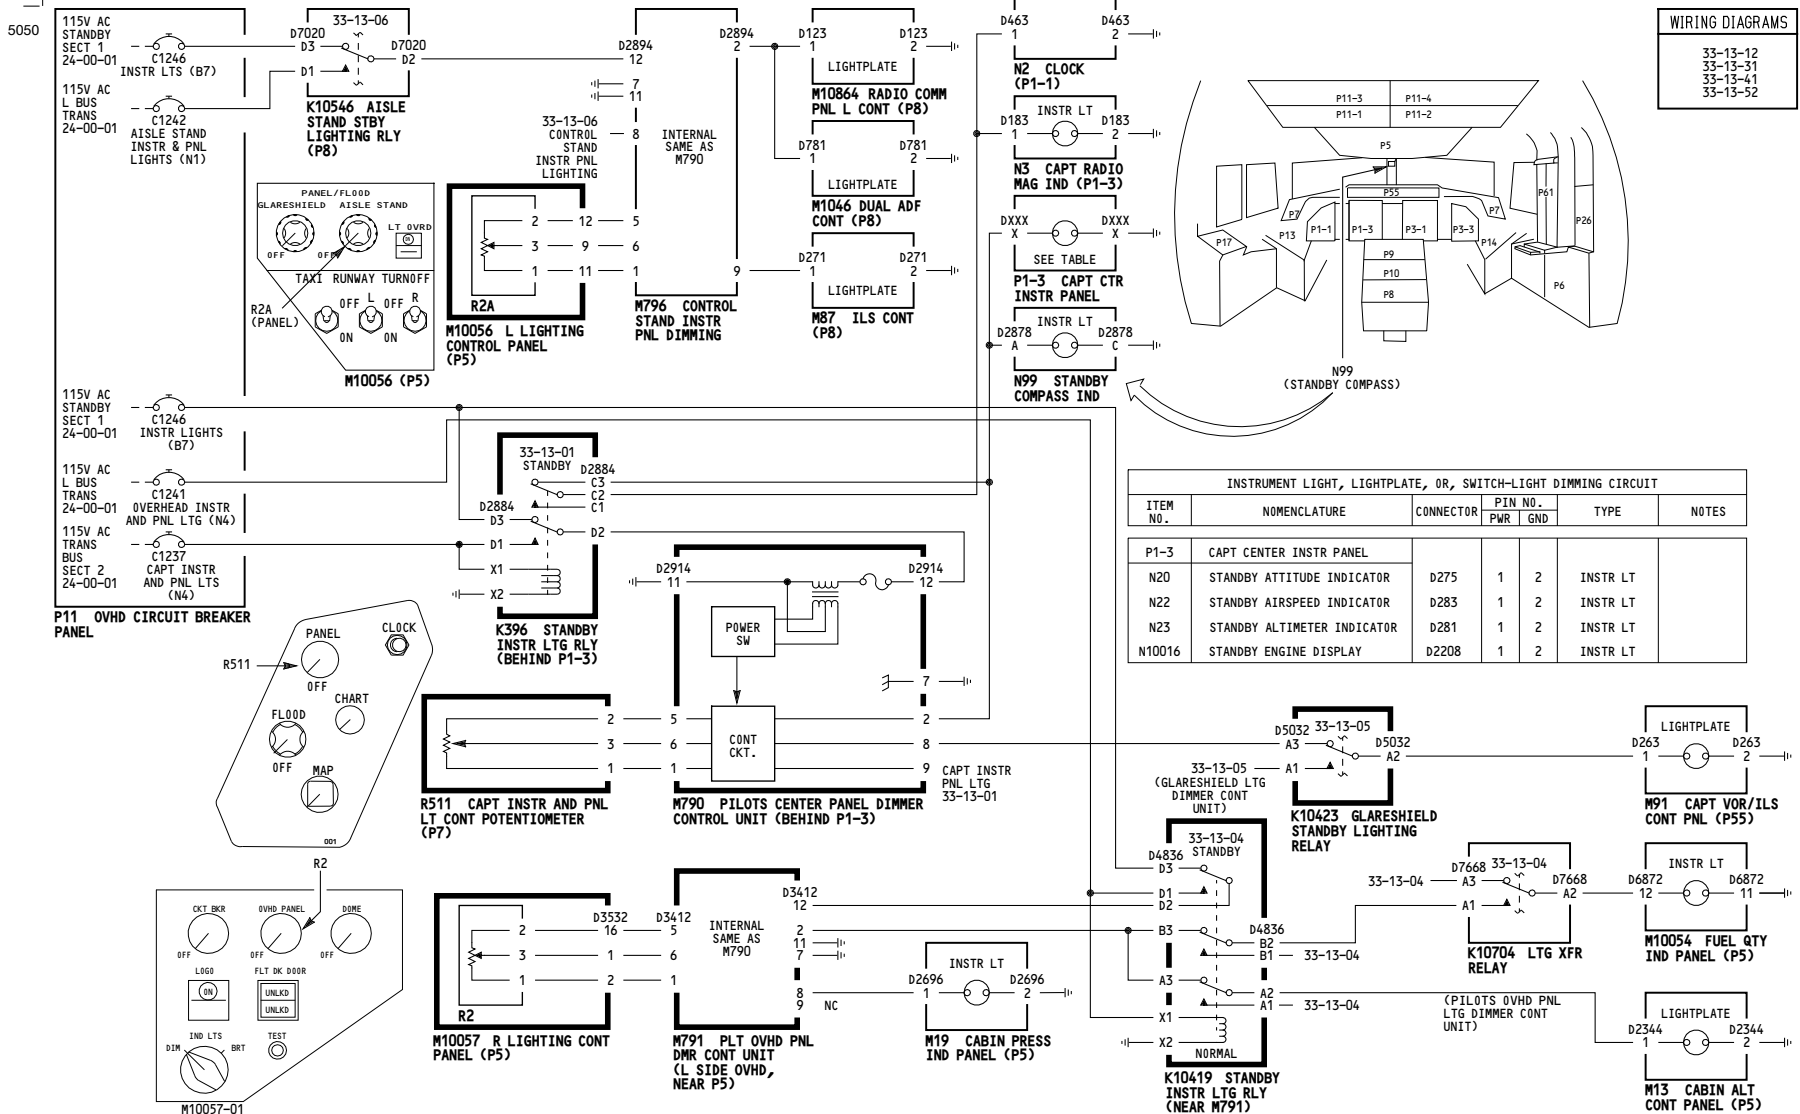 5050
115V AC
STANDBY
SECT 1
24-00-01
C1246
INSTR LTS (B7)
115V AC
L BUS
TRANS
24-00-01
C1242
AISLE STAND
INSTR & PNL
LIGHTS (N1)
33-13-06
D7020
D3
D7020
D2
D1
K10546 AISLE
STAND STBY
LIGHTING RLY
(P8)
PANEL/FLOOD
GLARESHIELD AISLE STAND
LT OVRD
ON
OFF
OFF
TAXI RUNWAY TURNOFF
OFF L OFF R
ON ON
R2A
(PANEL)
M10056 (P5)
33-13-06
CONTROL
STAND
INSTR PNL
LIGHTING
2 12 5
3 9 6
1 11 1
R2A
M10056 L LIGHTING
CONTROL PANEL
(P5)
D2894 D2894
12 2
7
11
8
INTERNAL
SAME AS
M790
9
M796 CONTROL
STAND INSTR
PNL DIMMING
D123 D123
1 2
LIGHTPLATE
M10864 RADIO COMM
PNL L CONT (P8)
D781 D781
1 2
LIGHTPLATE
M1046 DUAL ADF
CONT (P8)
D271 D271
1 2
LIGHTPLATE
M87 ILS CONT
(P8)
D463 D463
1 2
N2 CLOCK
(P1-1)
INSTR LT
D183 D183
1 2
N3 CAPT RADIO
MAG IND (P1-3)
DXXX DXXX
X X
SEE TABLE
P1-3 CAPT CTR
INSTR PANEL
INSTR LT
D2878 D2878
A C
N99 STANDBY
COMPASS IND
P11-3 P11-4
P11-1 P11-2
P5
P55
P61
P26
P7 P7
P17 P13 P1-1 P1-3 P3-1 P3-3 P14
P9
P10
P8
P6
N99
(STANDBY COMPASS)
WIRING DIAGRAMS
33-13-12
33-13-31
33-13-41
33-13-52
115V AC
STANDBY
SECT 1
24-00-01
C1246
INSTR LIGHTS
(B7)
115V AC
L BUS
TRANS
24-00-01
C1241
OVERHEAD INSTR
AND PNL LTG (N4)
115V AC
TRANS
BUS
SECT 2
24-00-01
C1237
CAPT INSTR
AND PNL LTS
(N4)
P11 OVHD CIRCUIT BREAKER
PANEL
33-13-01
STANDBY
D2884
C3
C2
C1
D2884
D3
D2
D1
X1
X2
K396 STANDBY
INSTR LTG RLY
(BEHIND P1-3)
D2914 D2914
11 12
POWER
SW
7
5 2
6 8
1 9
CONT
CKT.
CAPT INSTR
PNL LTG
33-13-01
M790 PILOTS CENTER PANEL DIMMER
CONTROL UNIT (BEHIND P1-3)
2
3
1
R511 CAPT INSTR AND PNL
LT CONT POTENTIOMETER
(P7)
PANEL
CLOCK
R511
OFF
CHART
FLOOD
OFF
MAP
001
R2
CKT BKR OVHD PANEL DOME
OFF OFF OFF
LOGO FLT DK DOOR
ON
UNLKD
UNLKD
IND LTS
DIM BRT
TEST
M10057-01
D3532 D3412
2 16 5
3 1 6
1 2 1
R2
M10057 R LIGHTING CONT
PANEL (P5)
INTERNAL
SAME AS
M790
D3412
12
2
11
7
8
9 NC
M791 PLT OVHD PNL
DMR CONT UNIT
(L SIDE OVHD,
NEAR P5)
INSTR LT
D2696 D2696
1 2
M19 CABIN PRESS
IND PANEL (P5)
INSTRUMENT LIGHT, LIGHTPLATE, OR, SWITCH-LIGHT DIMMING CIRCUIT
ITEM NO. NOMENCLATURE CONNECTOR PIN NO. PWR GND TYPE NOTES
P1-3 CAPT CENTER INSTR PANEL
N20 STANDBY ATTITUDE INDICATOR D275 1 2 INSTR LT
N22 STANDBY AIRSPEED INDICATOR D283 1 2 INSTR LT
N23 STANDBY ALTIMETER INDICATOR D281 1 2 INSTR LT
N10016 STANDBY ENGINE DISPLAY D2208 1 2 INSTR LT
33-13-05
D5032
A3
D5032
A2
33-13-05 A1
(GLARESHIELD LTG
DIMMER CONT
UNIT)
K10423 GLARESHIELD
STANDBY LIGHTING
RELAY
LIGHTPLATE
D263 D263
1 2
M91 CAPT VOR/ILS
CONT PNL (P55)
33-13-04
STANDBY
D4836
D3
D1
D2
B3
D4836
B2
B1 33-13-04
A3
A2
A1 33-13-04
X1
X2
NORMAL
K10419 STANDBY
INSTR LTG RLY
(NEAR M791)
D7668 33-13-04
33-13-04 A3
D7668
A2
A1
K10704 LTG XFR
RELAY
INSTR LT
D6872 D6872
12 11
M10054 FUEL QTY
IND PANEL (P5)
(PILOTS OVHD PNL
LTG DIMMER CONT
UNIT)
LIGHTPLATE
D2344 D2344
1 2
M13 CABIN ALT
CONT PANEL (P5)